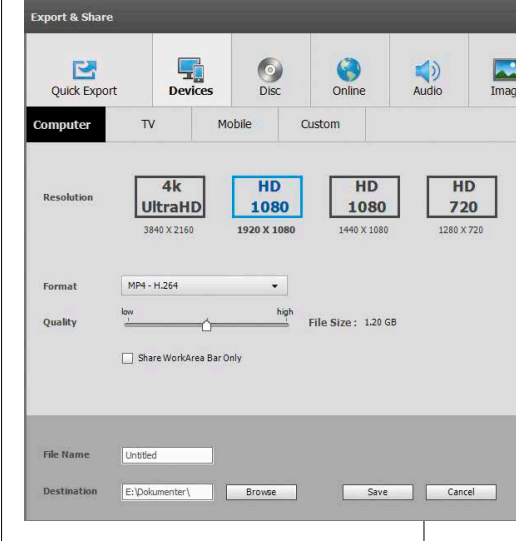 Export & Share
Quick Export Devices Disc Online Audio Imag
Computer TV Mobile Custom
Resolution
4k UltraHD
3840 X 2160
HD 1080
1920 X 1080
HD 1080
1440 X 1080
HD 720
1280 X 720
Format MP4 - H.264
low high
Quality File Size : 1.20 GB
Share WorkArea Bar Only
File Name Untitled
Destination E:\Dokumenter\ Browse Save Cancel